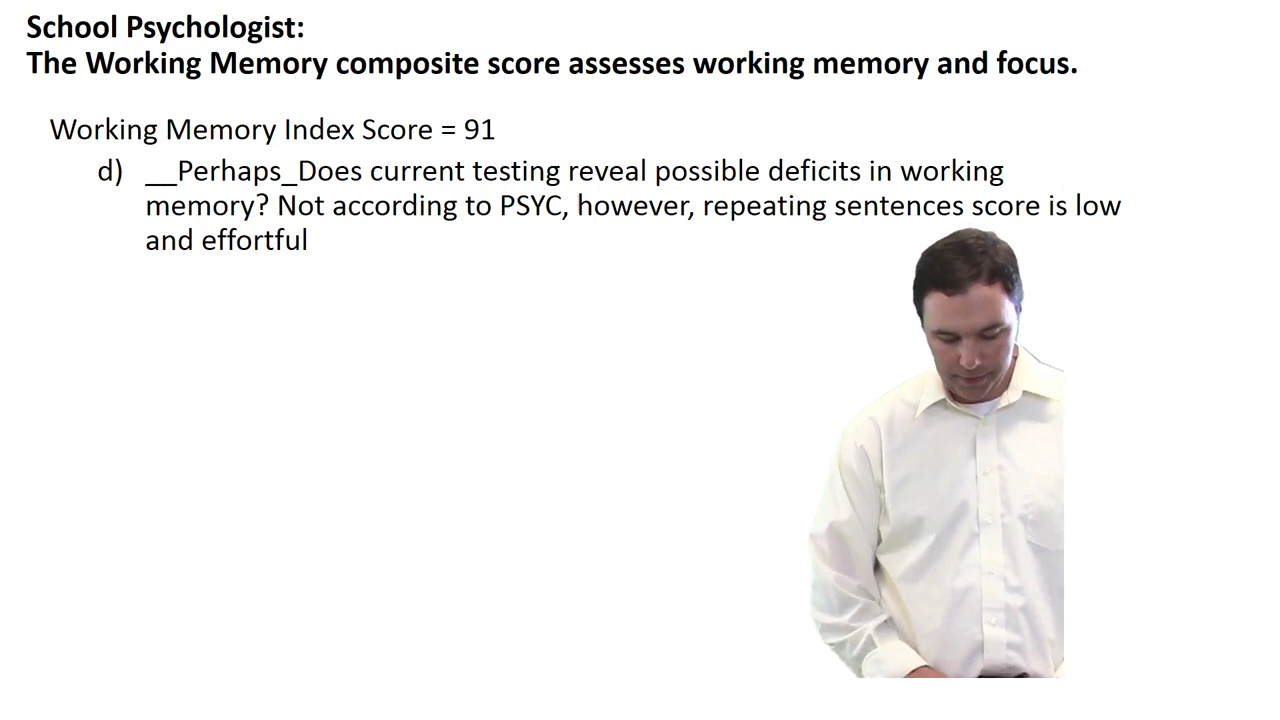 School Psychologist:
The Working Memory composite score assesses working memory and focus.
Working Memory Index Score = 91
d) __Perhaps_Does current testing reveal possible deficits in working
memory? Not according to PSYC, however, repeating sentences score is low
and effortful